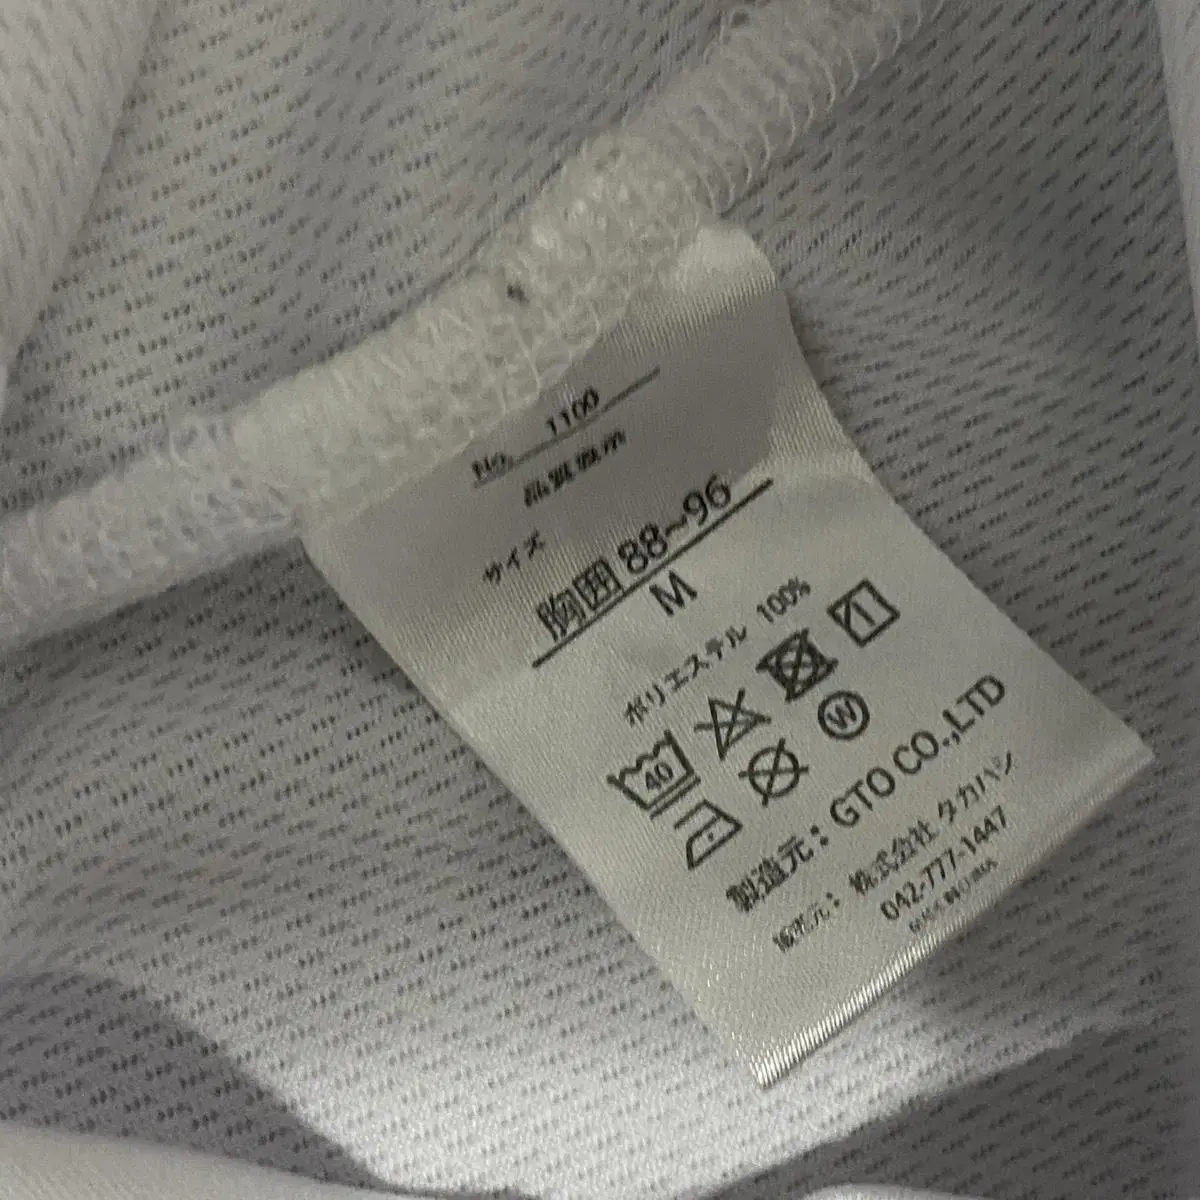 No. 1100
品質表示
サイズ
胸囲 88~96
M
ポリエステル 100%
40
W
製造元：GTO CO.,LTD
販売元：株式会社 タカハシ
042-777-1447